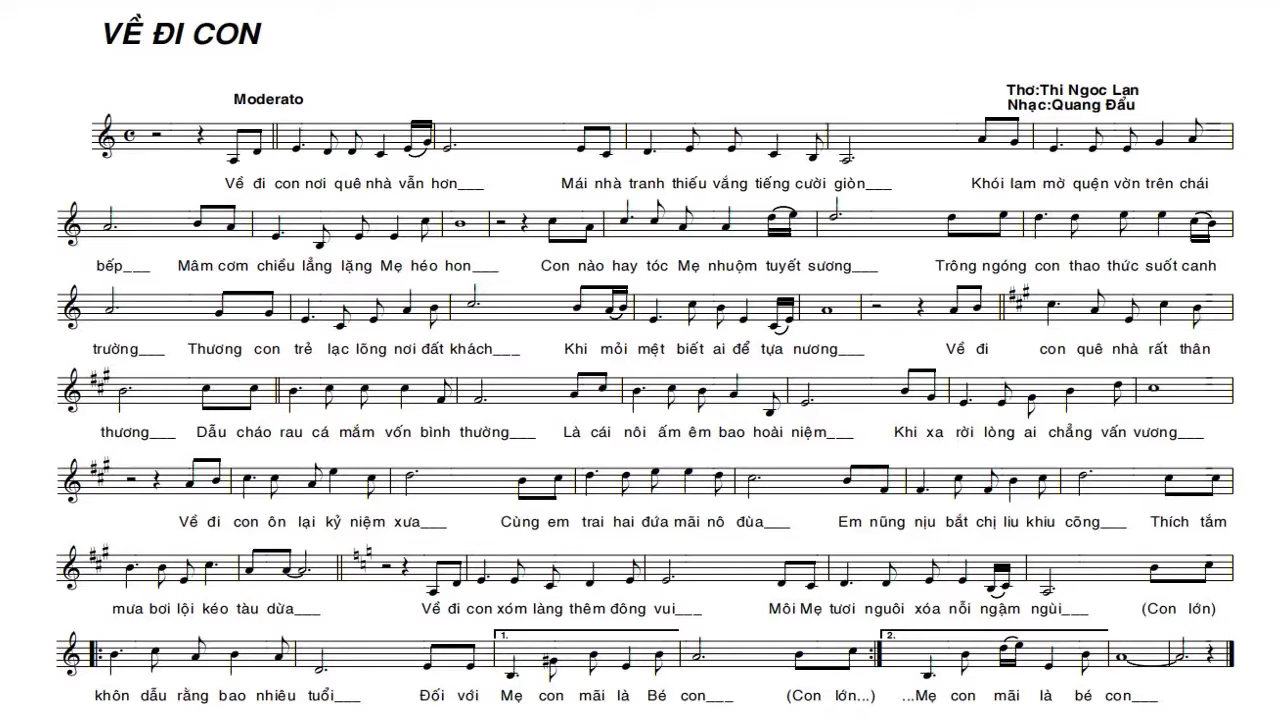 VỀ ĐI CON
Moderato
Thơ:Thi Ngoc Lan
Nhạc:Quang Đẩu
Về đi con nơi quê nhà vẫn hơn___ Mái nhà tranh thiếu vắng tiếng cười giòn___ Khói lam mờ quện vờn trên chái
bếp___ Mâm cơm chiều lẳng lặng Mẹ héo hon___ Con nào hay tóc Mẹ nhuộm tuyết sương___ Trông ngóng con thao thức suốt canh
trường___ Thương con trẻ lạc lõng nơi đất khách___ Khi mỏi mệt biết ai để tựa nương___ Về đi con quê nhà rất thân
thương___ Dẫu cháo rau cá mắm vốn bình thường___ Là cái nôi ấm êm bao hoài niệm___ Khi xa rời lòng ai chẳng vấn vương___
Về đi con ôn lại kỷ niệm xưa___ Cùng em trai hai đứa mãi nô đùa___ Em nũng nịu bắt chị liu khiu cõng___ Thích tắm
mưa bơi lội kéo tàu dừa___ Về đi con xóm làng thêm đông vui___ Môi Mẹ tươi nguôi xóa nỗi ngậm ngùi___ (Con lớn)
1. 2.
khôn dẫu rằng bao nhiêu tuổi___ Đối với Mẹ con mãi là Bé con___ (Con lớn...) ...Mẹ con mãi là bé con___